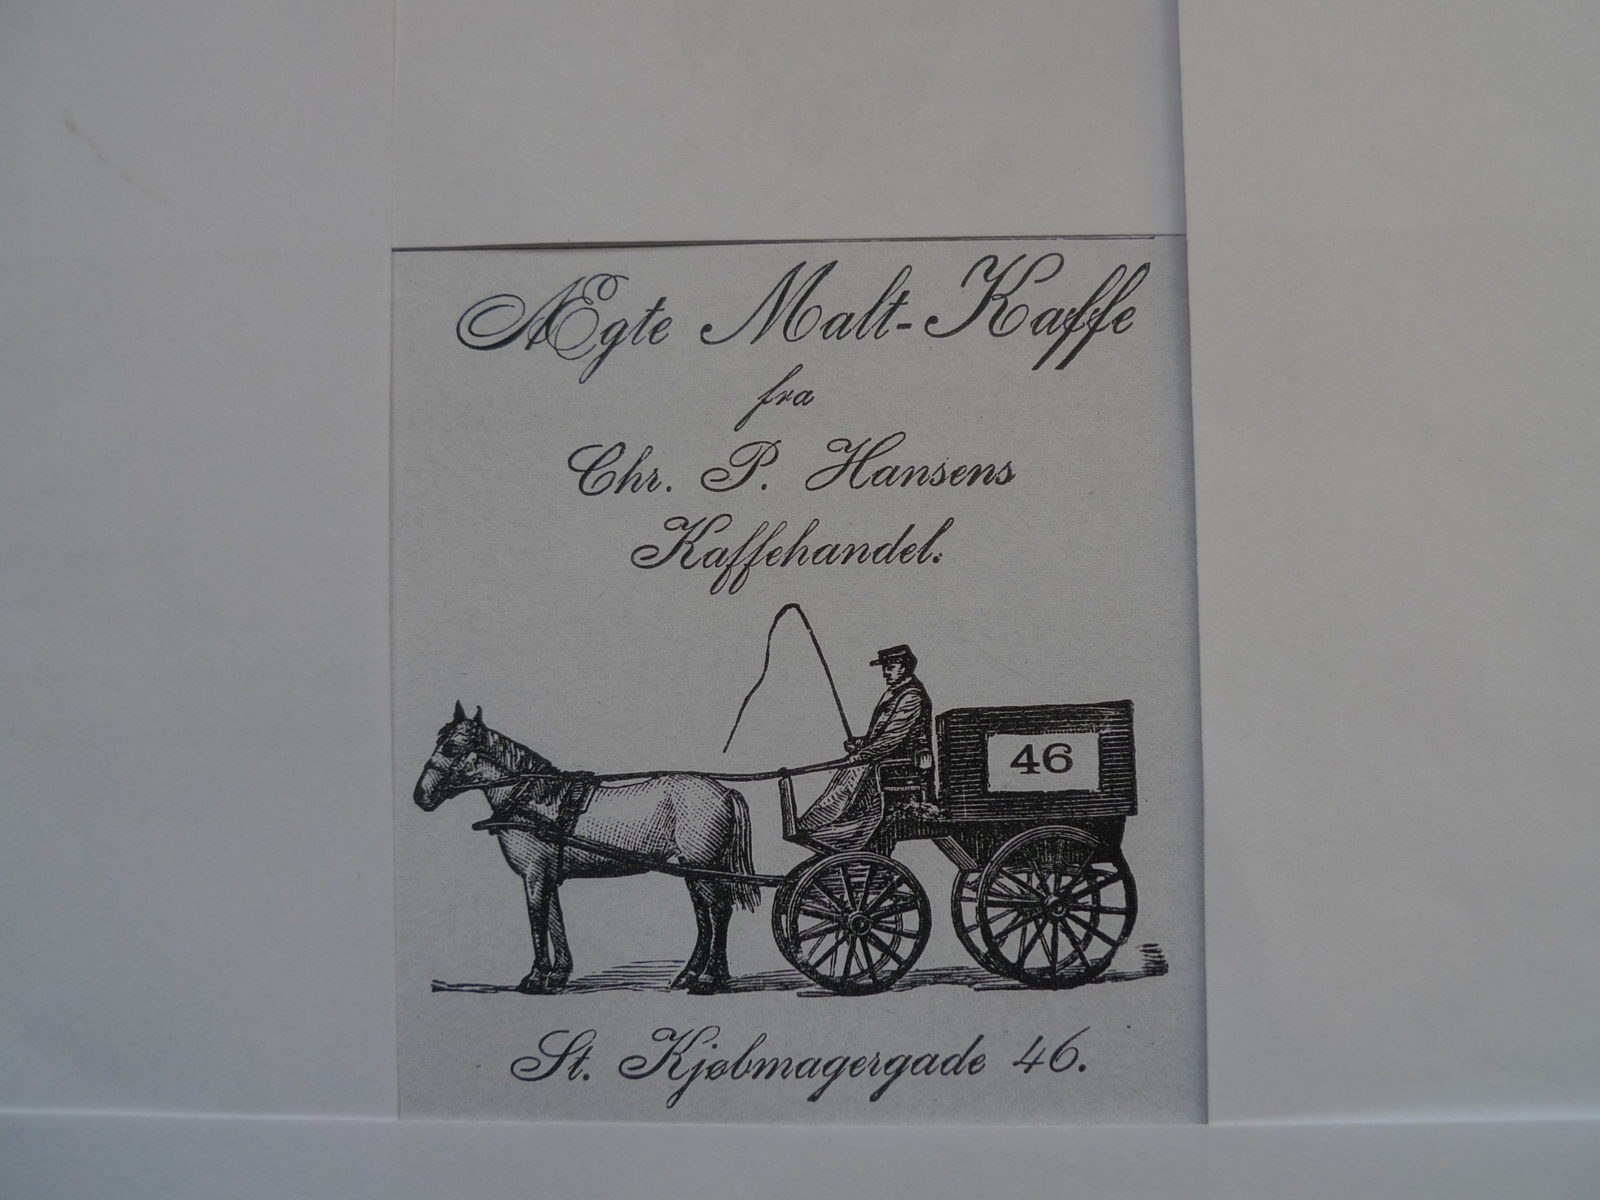 Ægte Malt-Kaffe
fra
Chr. P. Hansens
Kaffehandel.
46
St. Kjøbmagergade 46.